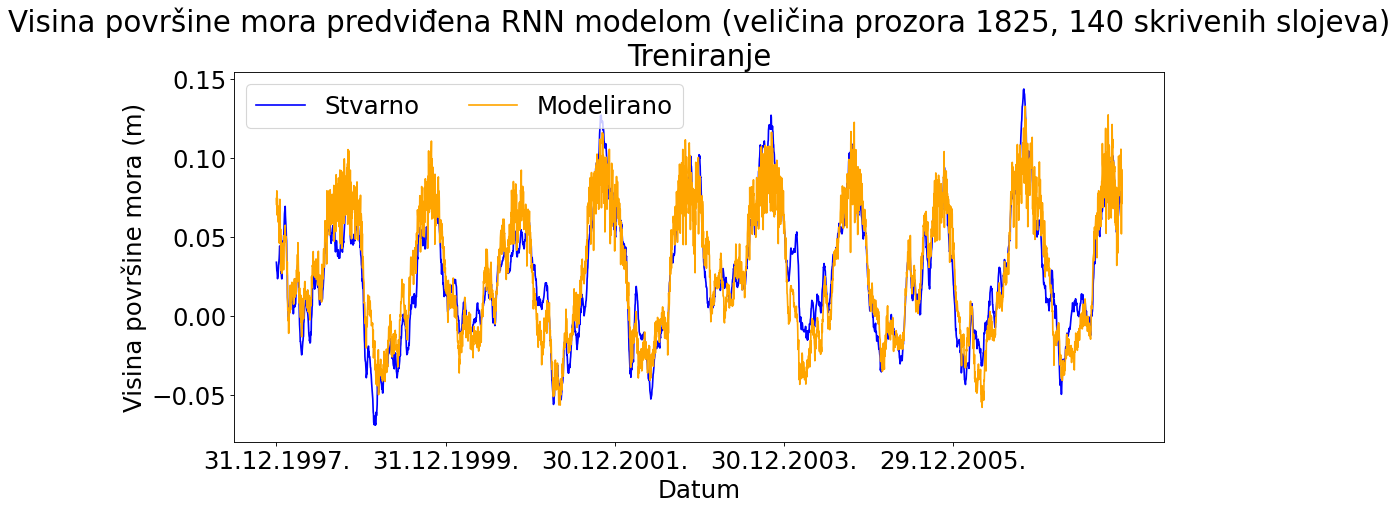 Visina površine mora predviđena RNN modelom (veličina prozora 1825, 140 skrivenih slojeva)
Treniranje
Stvarno Modelirano
Visina površine mora (m)
0.15
0.10
0.05
0.00
−0.05
31.12.1997. 31.12.1999. 30.12.2001. 30.12.2003. 29.12.2005.
Datum